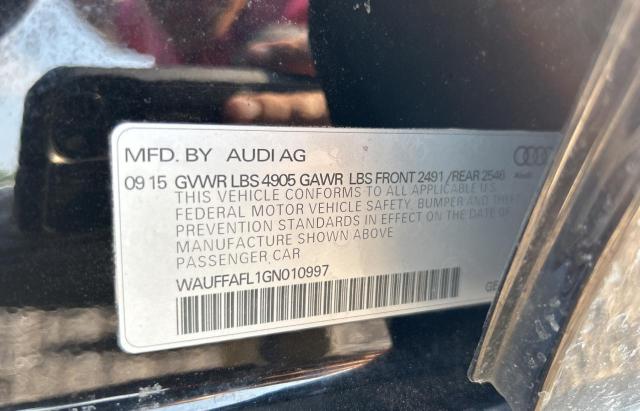 MFD. BY AUDI AG
09 15 GVWR LBS 4905 GAWR LBS FRONT 2491 /REAR 2546
THIS VEHICLE CONFORMS TO ALL APPLICABLE U.S.
FEDERAL MOTOR VEHICLE SAFETY, BUMPER AND THEFT
PREVENTION STANDARDS IN EFFECT ON THE DATE OF
MANUFACTURE SHOWN ABOVE
PASSENGER CAR
WAUFFAFL1GN010997
Audi